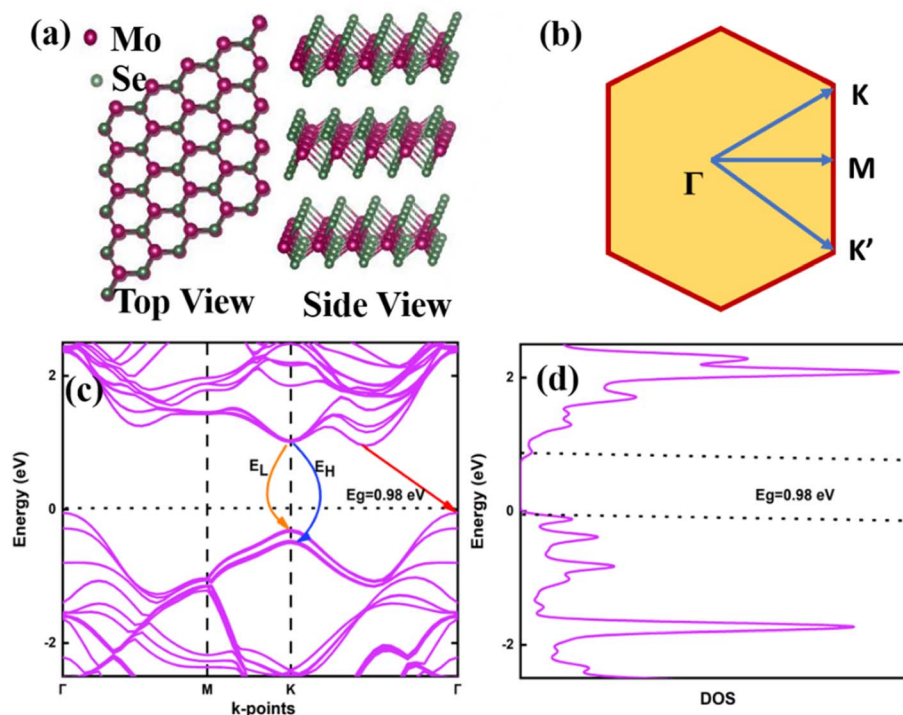 (a)
Mo
Se
Top View
Side View
(b)
K
M
K'
Γ
(c)
2
0
-2
Energy (eV)
E_L
E_H
Eg=0.98 eV
Γ
M
K
Γ
k-points
(d)
2
0
-2
Energy (eV)
Eg=0.98 eV
DOS